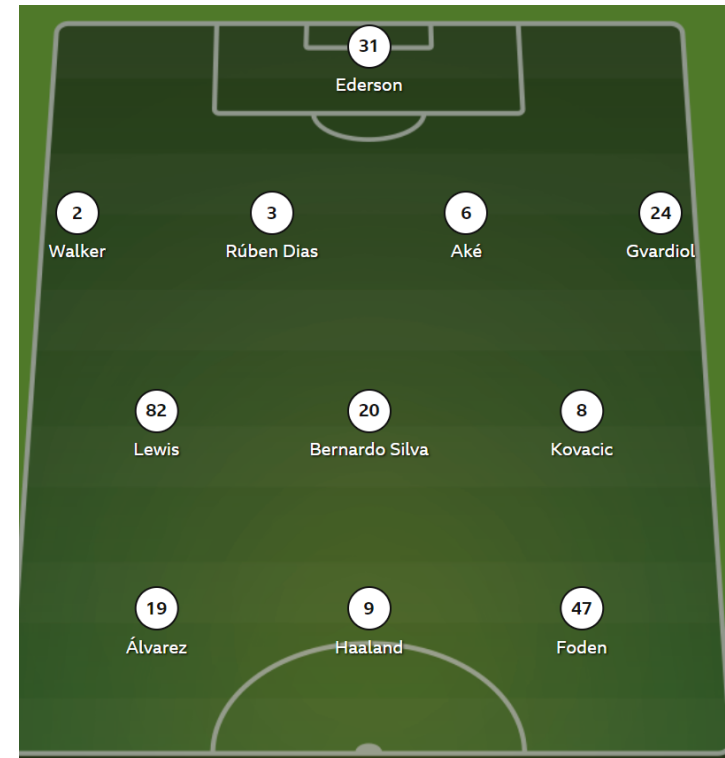 31
Ederson
2 3 6 24
Walker Rúben Dias Aké Gvardiol
82 20 8
Lewis Bernardo Silva Kovacic
19 9 47
Álvarez Haaland Foden